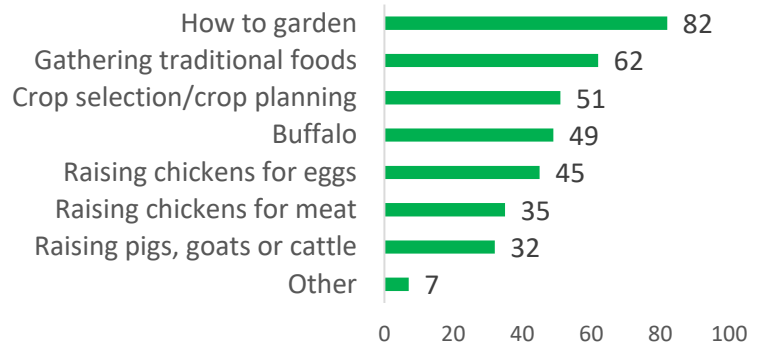 How to garden 82
Gathering traditional foods 62
Crop selection/crop planning 51
Buffalo 49
Raising chickens for eggs 45
Raising chickens for meat 35
Raising pigs, goats or cattle 32
Other 7
0 20 40 60 80 100